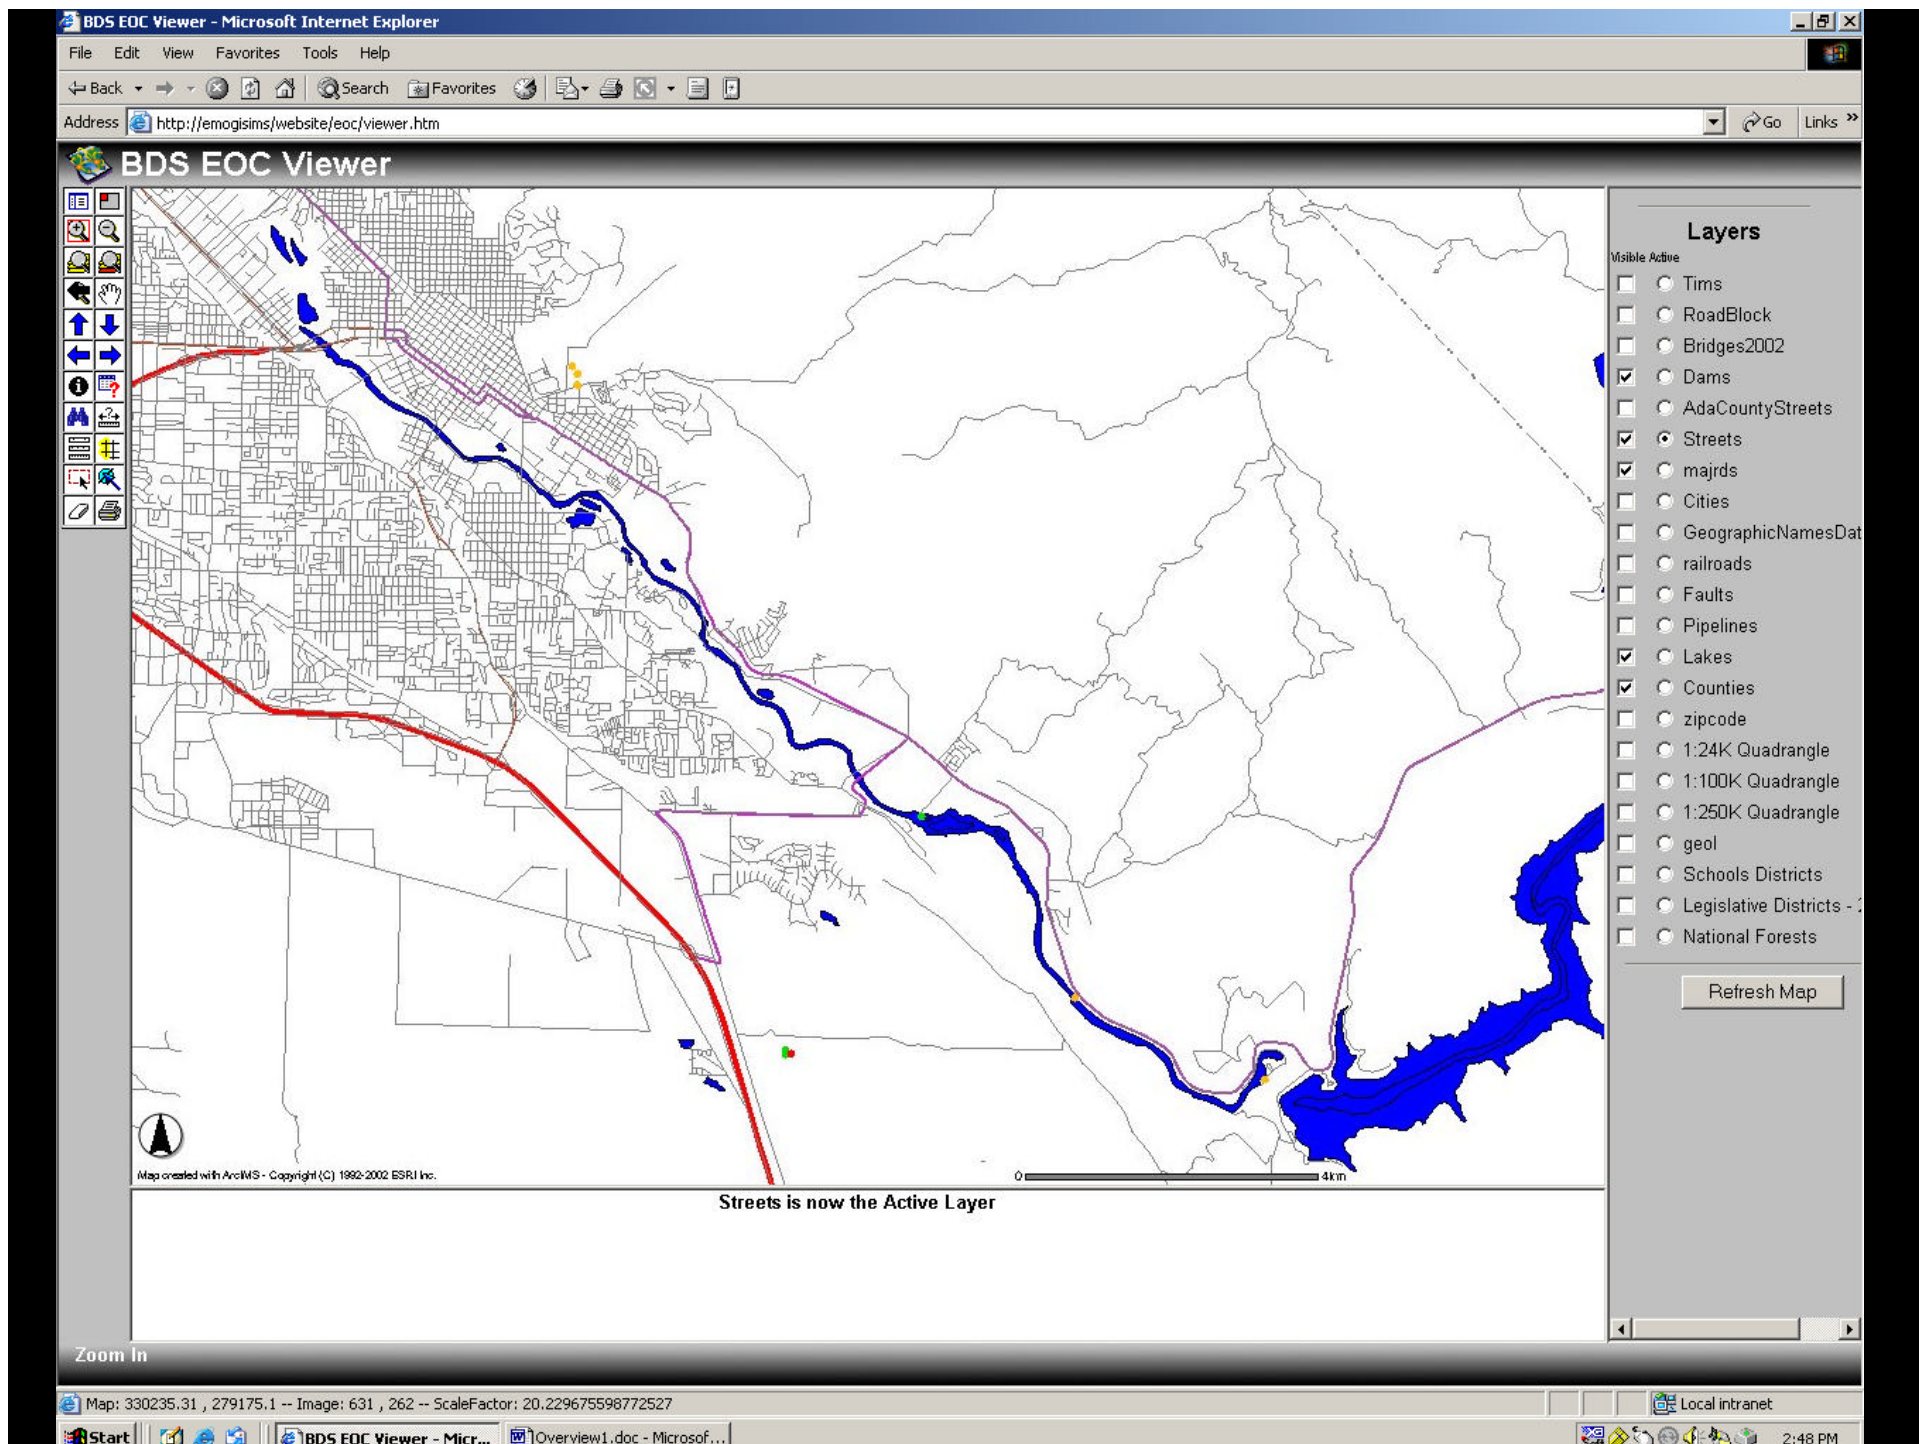 BDS EOC Viewer - Microsoft Internet Explorer
File Edit View Favorites Tools Help
Back Search Favorites
Address http://emogisims/website/eoc/viewer.htm Go Links »
BDS EOC Viewer
Layers
Visible Active
Tims
RoadBlock
Bridges2002
Dams
AdaCountyStreets
Streets
majrds
Cities
GeographicNamesDat
railroads
Faults
Pipelines
Lakes
Counties
zipcode
1:24K Quadrangle
1:100K Quadrangle
1:250K Quadrangle
geol
Schools Districts
Legislative Districts -
National Forests
Refresh Map
Map created with ArcIMS - Copyright (C) 1992-2002 ESRI Inc.
0 4km
Streets is now the Active Layer
Zoom In
Map: 330235.31 , 279175.1 -- Image: 631 , 262 -- ScaleFactor: 20.229675598772527
Local intranet
Start BDS EOC Viewer - Micr... Overview1.doc - Microsof... 2:48 PM